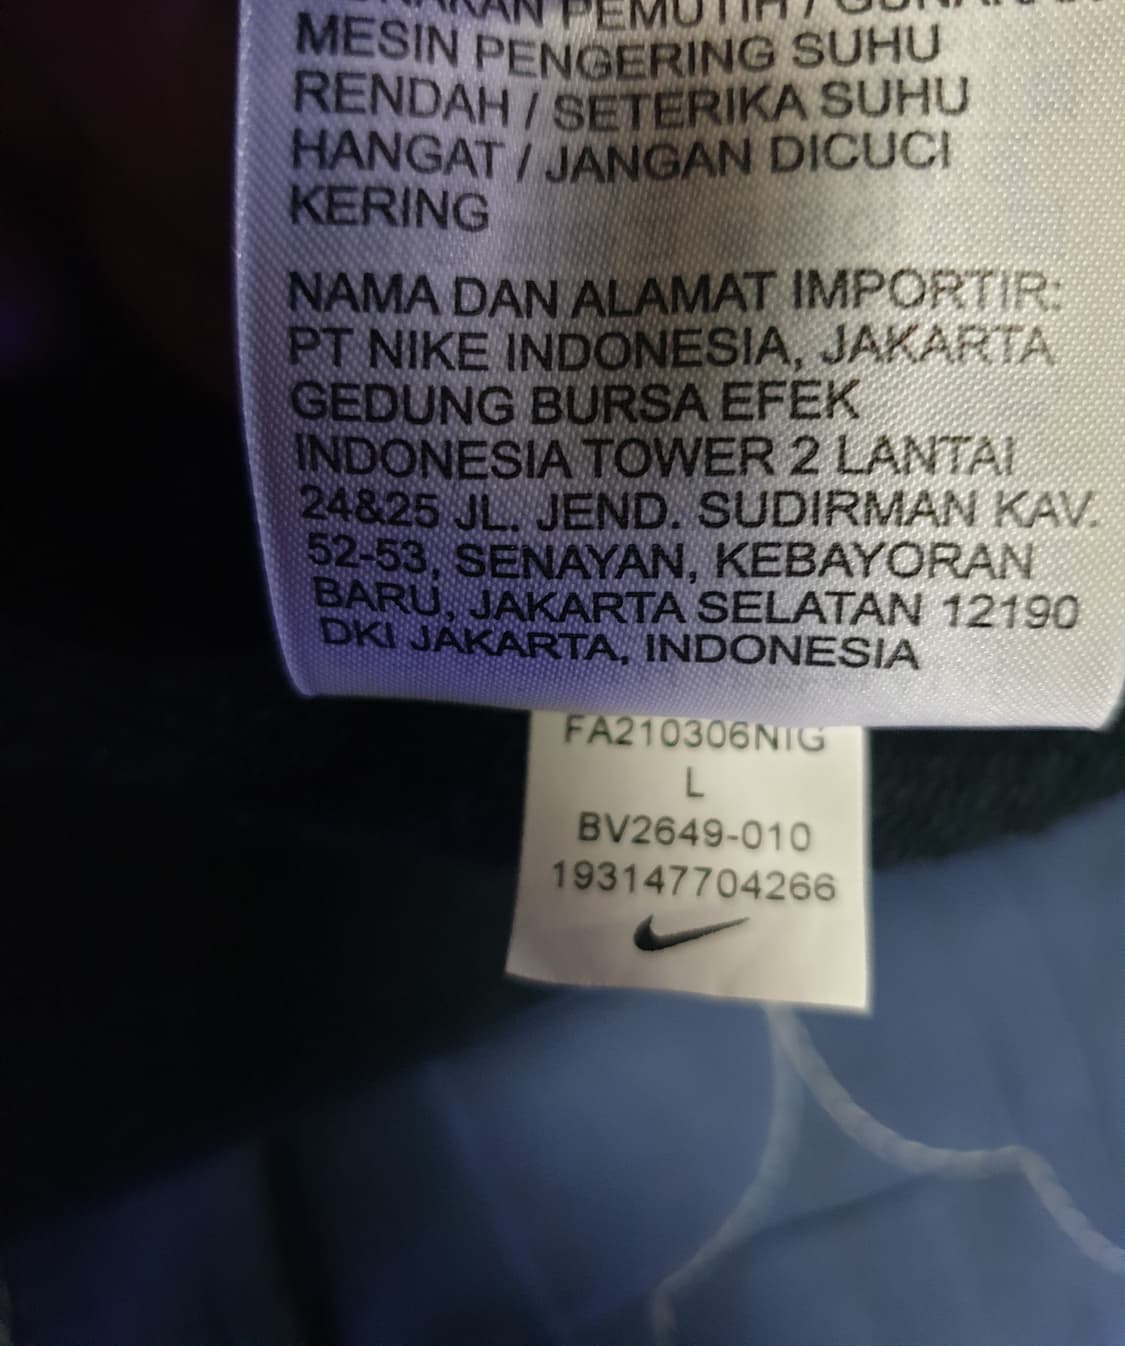 PEMUTIH /
MESIN PENGERING SUHU
RENDAH / SETERIKA SUHU
HANGAT / JANGAN DICUCI
KERING
NAMA DAN ALAMAT IMPORTIR:
PT NIKE INDONESIA, JAKARTA
GEDUNG BURSA EFEK
INDONESIA TOWER 2 LANTAI
24&25 JL. JEND. SUDIRMAN KAV.
52-53, SENAYAN, KEBAYORAN
BARU, JAKARTA SELATAN 12190
DKI JAKARTA, INDONESIA
FA210306NIG
L
BV2649-010
193147704266